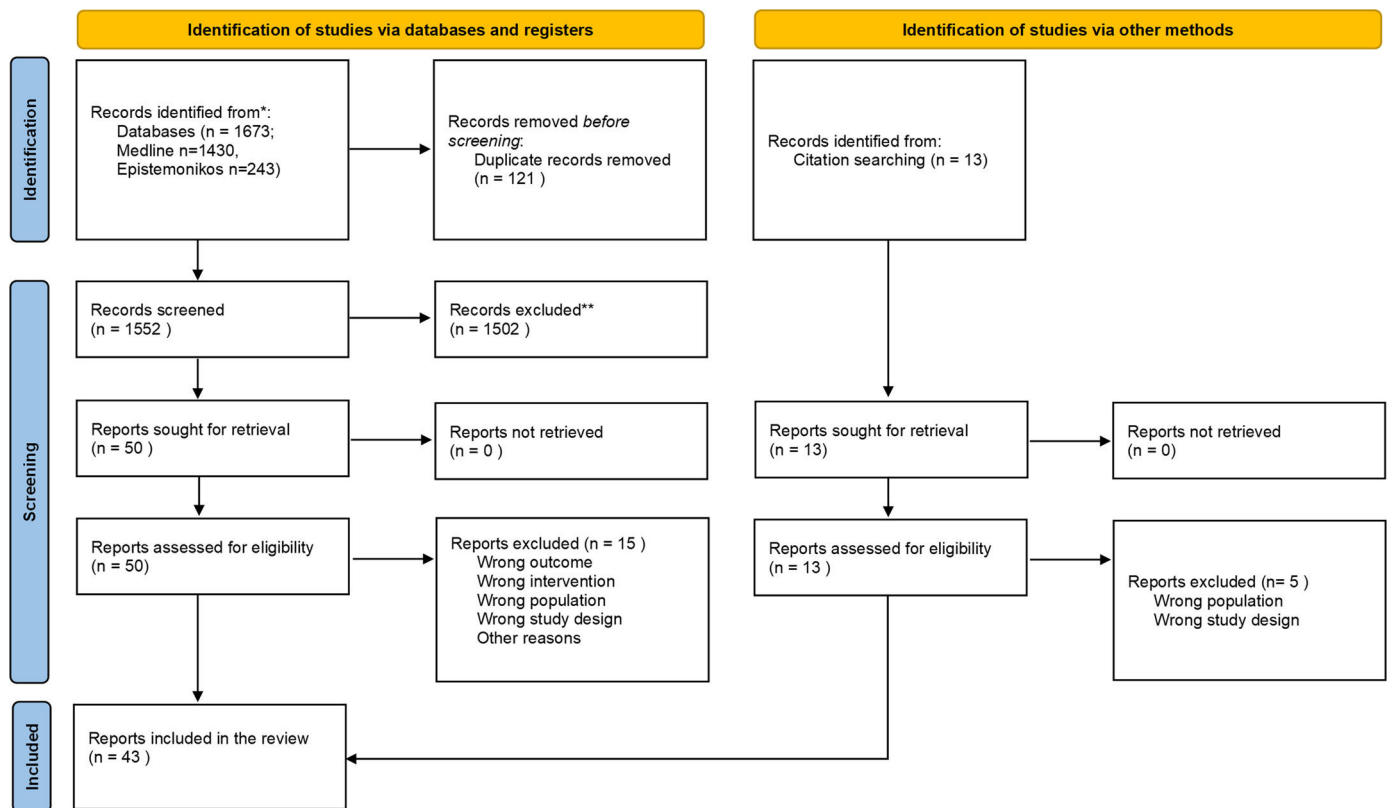 Identification of studies via databases and registers
Identification of studies via other methods
Identification
Records identified from*:
Databases (n = 1673;
Medline n=1430,
Epistemonikos n=243)
Records removed before
screening:
Duplicate records removed
(n = 121 )
Records identified from:
Citation searching (n = 13)
Screening
Records screened
(n = 1552 )
Records excluded**
(n = 1502 )
Reports sought for retrieval
(n = 50 )
Reports not retrieved
(n = 0 )
Reports sought for retrieval
(n = 13)
Reports not retrieved
(n = 0)
Reports assessed for eligibility
(n = 50)
Reports excluded (n = 15 )
Wrong outcome
Wrong intervention
Wrong population
Wrong study design
Other reasons
Reports assessed for eligibility
(n = 13 )
Reports excluded (n= 5 )
Wrong population
Wrong study design
Included
Reports included in the review
(n = 43 )